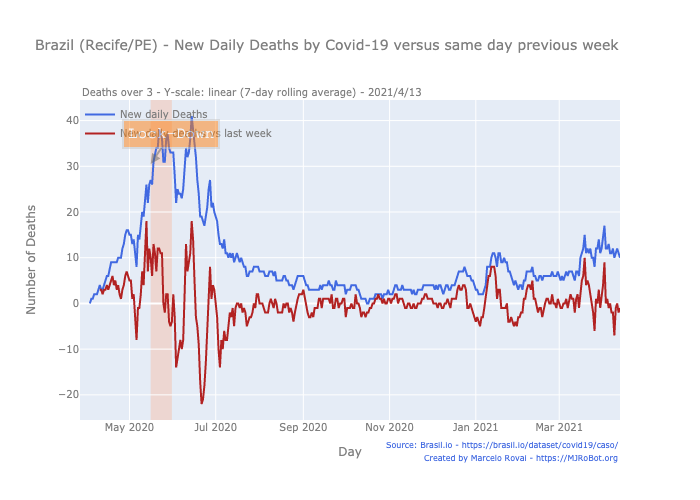 Brazil (Recife/PE) - New Daily Deaths by Covid-19 versus same day previous week
Deaths over 3 - Y-scale: linear (7-day rolling average) - 2021/4/13
New daily Deaths
vs last week
Lock-Down
Number of Deaths
40
30
20
10
0
−10
−20
May 2020
Jul 2020
Sep 2020
Nov 2020
Jan 2021
Mar 2021
Day
Source: Brasil.io - https://brasil.io/dataset/covid19/caso/
Created by Marcelo Rovai - https://MJRoBot.org